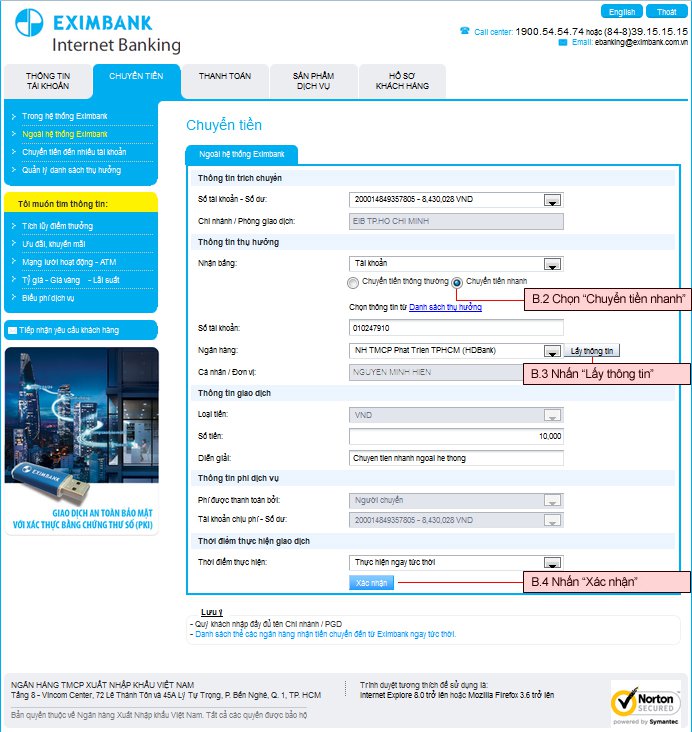 English
Thoát
EXIMBANK
Internet Banking
Call center: 1900.54.54.74 hoặc (84-8)39.15.15.15
Email: ebanking@eximbank.com.vn
THÔNG TIN
TÀI KHOẢN
CHUYỂN TIỀN
THANH TOÁN
SẢN PHẨM
DỊCH VỤ
HỒ SƠ
KHÁCH HÀNG
Trong hệ thống Eximbank
Ngoài hệ thống Eximbank
Chuyển tiền đến nhiều tài khoản
Quản lý danh sách thụ hưởng
Tôi muốn tìm thông tin:
Tích lũy điểm thưởng
Ưu đãi, khuyến mãi
Mạng lưới hoạt động - ATM
Tỷ giá - Giá vàng - Lãi suất
Biểu phí dịch vụ
Tiếp nhận yêu cầu khách hàng
EXIMBANK
GIAO DỊCH AN TOÀN BẢO MẬT
VỚI XÁC THỰC BẰNG CHỨNG THƯ SỐ (PKI)
Chuyển tiền
Ngoài hệ thống Eximbank
Thông tin trích chuyển
Số tài khoản - Số dư: 200014849357805 - 8,430,028 VND
Chi nhánh / Phòng giao dịch: EIB TP.HO CHI MINH
Thông tin thụ hưởng
Nhận bằng: Tài khoản
Chuyển tiền thông thường Chuyển tiền nhanh
B.2 Chọn “Chuyển tiền nhanh”
Chọn thông tin từ Danh sách thụ hưởng
Số tài khoản: 010247910
Ngân hàng: NH TMCP Phat Trien TPHCM (HDBank) Lấy thông tin
Cá nhân / Đơn vị: NGUYEN MINH HIEN
B.3 Nhấn “Lấy thông tin”
Thông tin giao dịch
Loại tiền: VND
Số tiền: 10,000
Diễn giải: Chuyen tien nhanh ngoai he thong
Thông tin phí dịch vụ
Phí được thanh toán bởi: Người chuyển
Tài khoản chịu phí - Số dư: 200014849357805 - 8,430,028 VND
Thời điểm thực hiện giao dịch
Thời điểm thực hiện: Thực hiện ngay tức thời
Xác nhận
B.4 Nhấn “Xác nhận”
Lưu ý
- Quý khách nhập đầy đủ tên Chi nhánh / PGD
- Danh sách thẻ các ngân hàng nhận tiền chuyển đến từ Eximbank ngay tức thời.
NGÂN HÀNG TMCP XUẤT NHẬP KHẨU VIỆT NAM
Tầng 8 - Vincom Center, 72 Lê Thánh Tôn và 45A Lý Tự Trọng, P. Bến Nghé, Q. 1, TP. HCM
Bản quyền thuộc về Ngân hàng Xuất Nhập khẩu Việt Nam. Tất cả các quyền được bảo hộ
Trình duyệt tương thích để sử dụng là:
Internet Explore 8.0 trở lên hoặc Mozilla Firefox 3.6 trở lên
Norton
SECURED
powered by Symantec